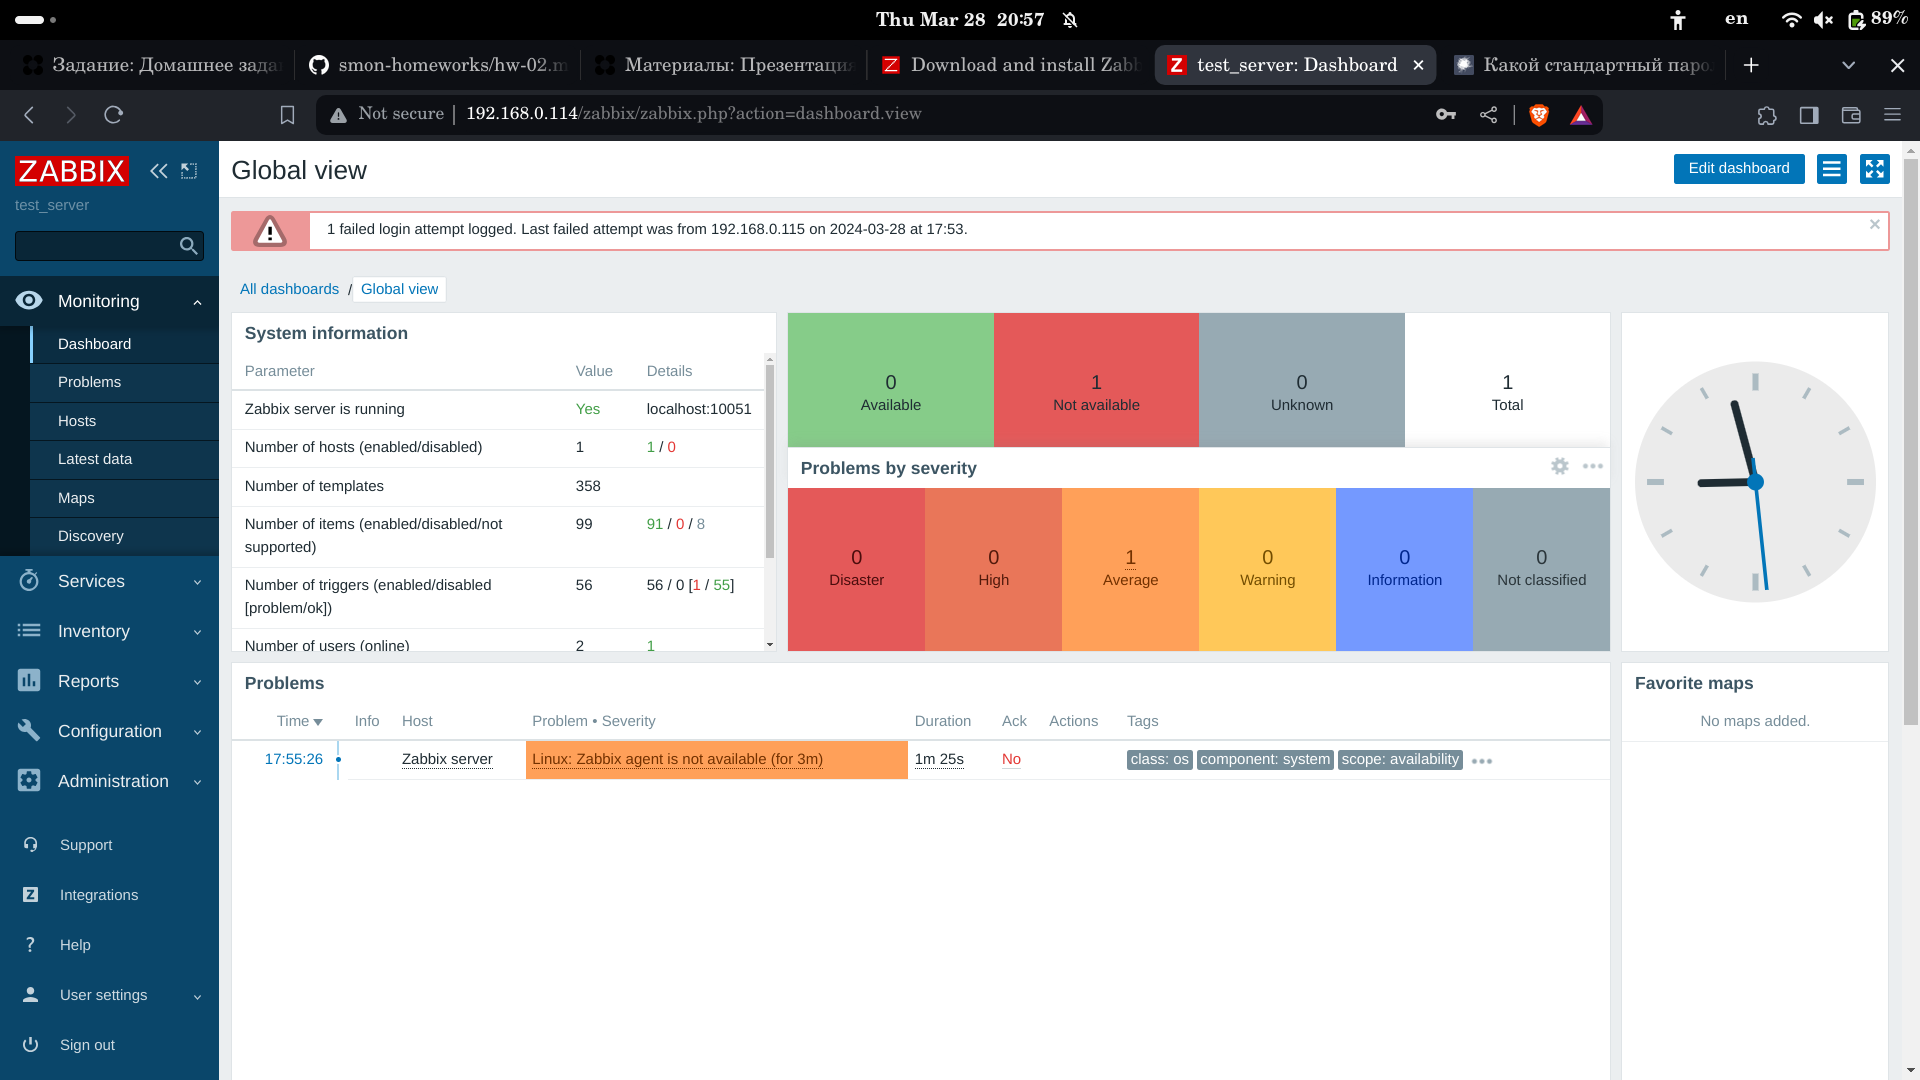 Thu Mar 28 20:57
en
89%
Задание: Домашнее зада
smon-homeworks/hw-02.m
Материалы: Презентация
Download and install Zabb
test_server: Dashboard
Какой стандартный паро
Not secure
192.168.0.114/zabbix/zabbix.php?action=dashboard.view
ZABBIX
test_server
Monitoring
Dashboard
Problems
Hosts
Latest data
Maps
Discovery
Services
Inventory
Reports
Configuration
Administration
Support
Integrations
Help
User settings
Sign out
Global view
Edit dashboard
1 failed login attempt logged. Last failed attempt was from 192.168.0.115 on 2024-03-28 at 17:53.
All dashboards / Global view
System information
Parameter Value Details
Zabbix server is running Yes localhost:10051
Number of hosts (enabled/disabled) 1 1 / 0
Number of templates 358
Number of items (enabled/disabled/not supported) 99 91 / 0 / 8
Number of triggers (enabled/disabled [problem/ok]) 56 56 / 0 [1 / 55]
Number of users (online) 2 1
0 Available
1 Not available
0 Unknown
1 Total
Problems by severity
0 Disaster
0 High
1 Average
0 Warning
0 Information
0 Not classified
Problems
Time Info Host Problem • Severity Duration Ack Actions Tags
17:55:26 Zabbix server Linux: Zabbix agent is not available (for 3m) 1m 25s No class: os component: system scope: availability
Favorite maps
No maps added.